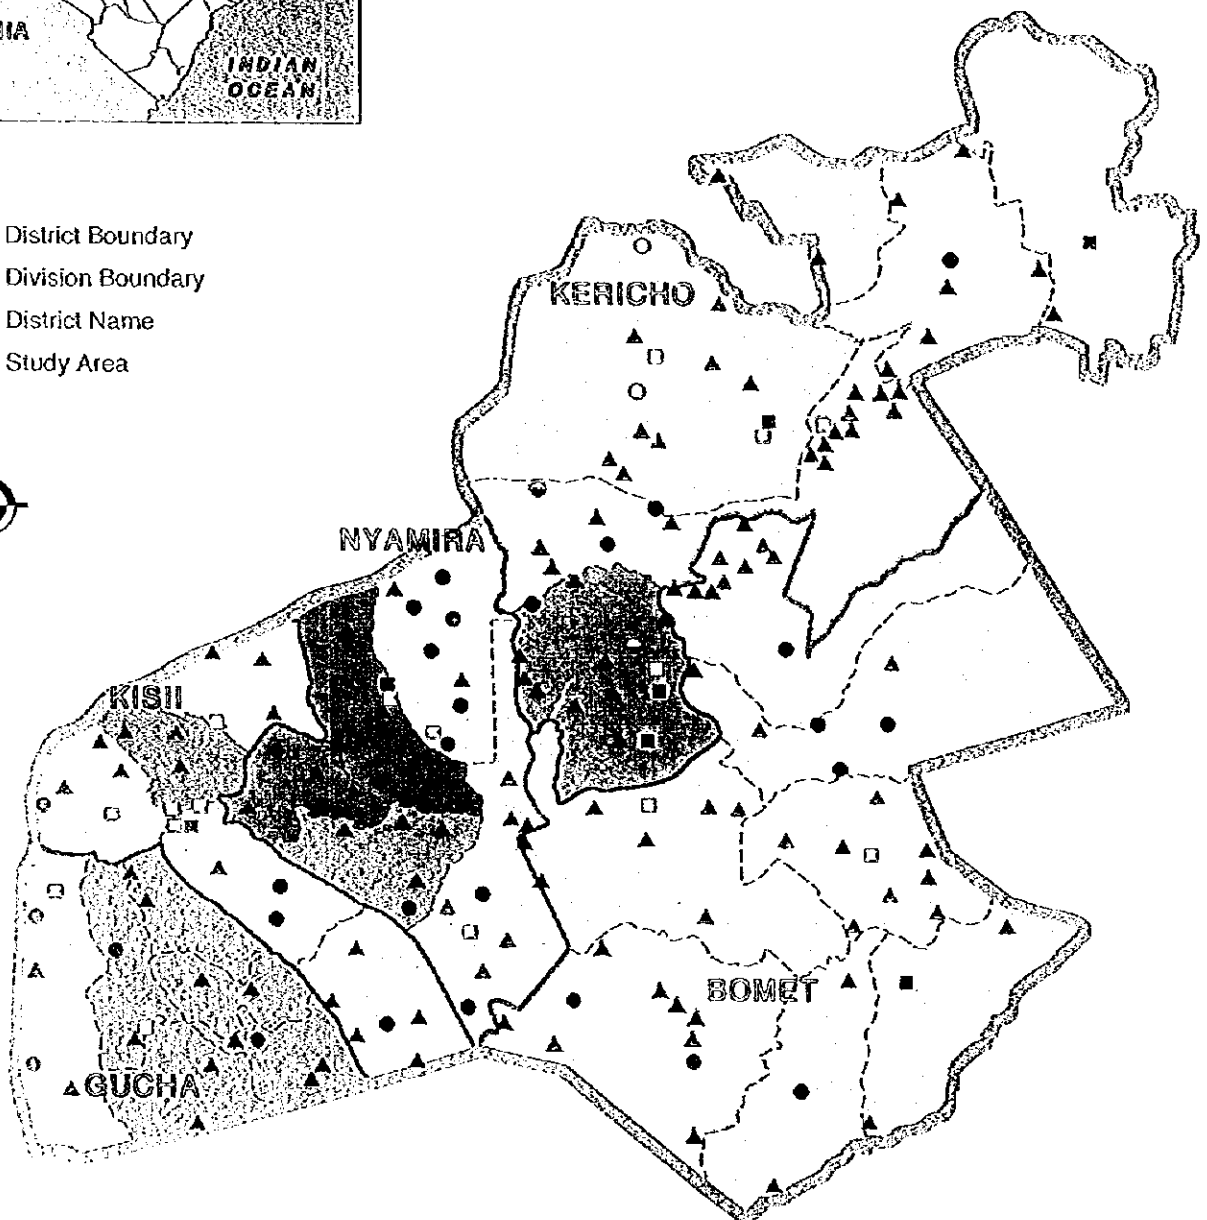 INDIAN
OCEAN
District Boundary
Division Boundary
District Name
Study Area
KERICHO
NYAMIRA
KISII
BOMET
GUCHA